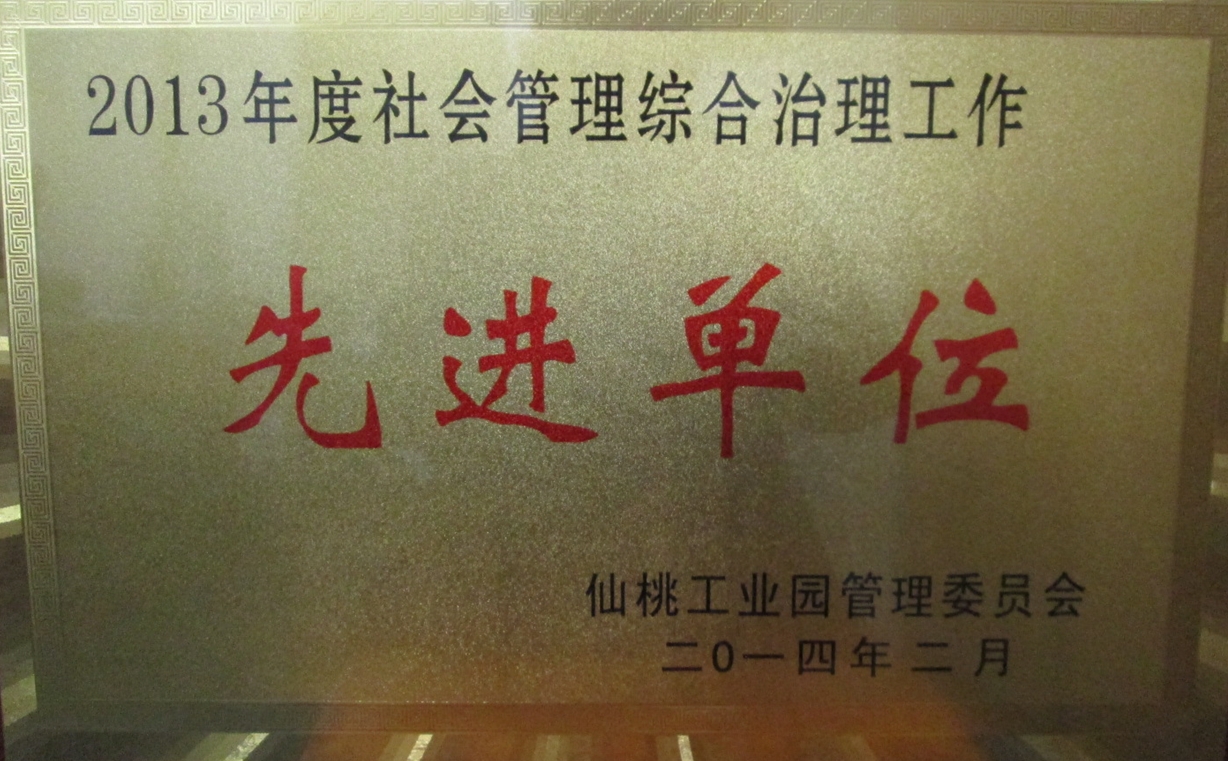 2013年度社会管理综合治理工作
先进单位
仙桃工业园管理委员会
二0一四年二月